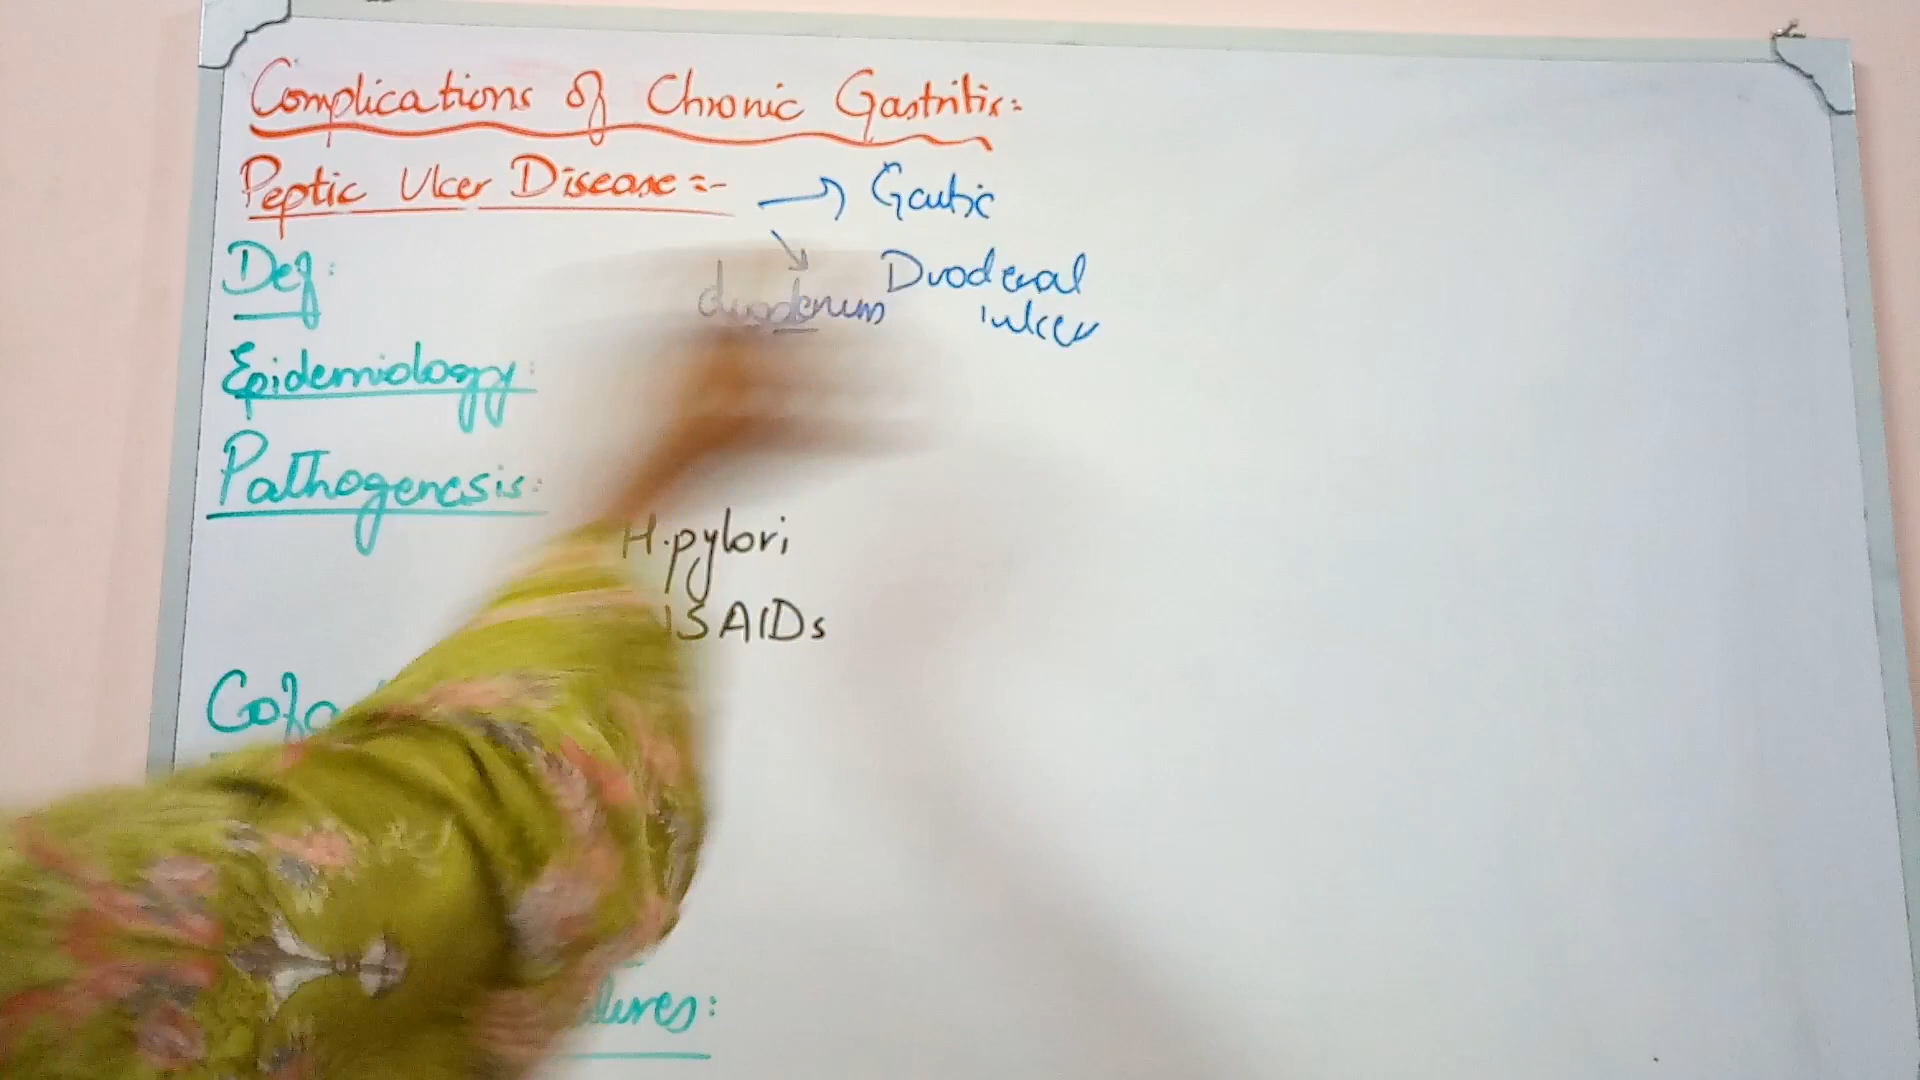 Complications of Chronic Gastritis:
Peptic Ulcer Disease:- → Gastric
Def:
Duodenal
duodenum
ulcer
Epidemiology:
Pathogenesis:
H.pylori
SAIDs